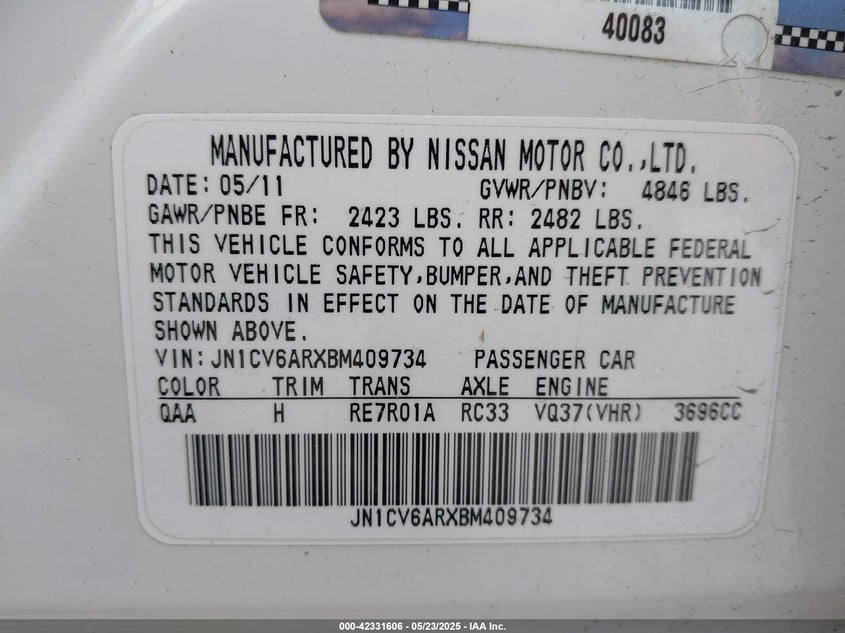 40083
MANUFACTURED BY NISSAN MOTOR CO.,LTD.
DATE: 05/11 GVWR/PNBV: 4846 LBS.
GAWR/PNBE FR: 2423 LBS. RR: 2482 LBS.
THIS VEHICLE CONFORMS TO ALL APPLICABLE FEDERAL
MOTOR VEHICLE SAFETY,BUMPER,AND THEFT PREVENTION
STANDARDS IN EFFECT ON THE DATE OF MANUFACTURE
SHOWN ABOVE.
VIN: JN1CV6ARXBM409734 PASSENGER CAR
COLOR TRIM TRANS AXLE ENGINE
QAA H RE7R01A RC33 VQ37(VHR) 3696CC
JN1CV6ARXBM409734
000-42331606 - 05/23/2025 - IAA Inc.